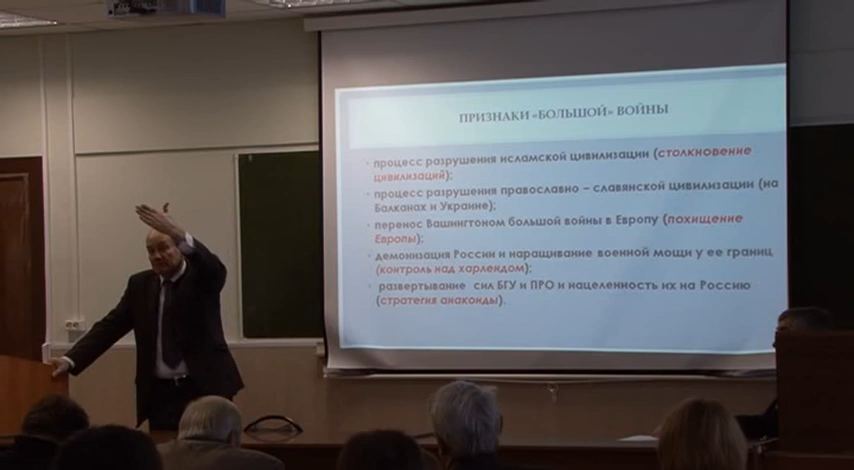 ПРИЗНАКИ «БОЛЬШОЙ» ВОЙНЫ
процесс разрушения исламской цивилизации (столкновение
цивилизаций);
процесс разрушения православно – славянской цивилизации (на
Балканах и Украине);
перенос Вашингтоном большой войны в Европу (похищение
Европы);
демонизация России и наращивание военной мощи у ее границ
(контроль над харлендом);
развертывание сил БГУ и ПРО и нацеленность их на Россию
(стратегия анаконды).